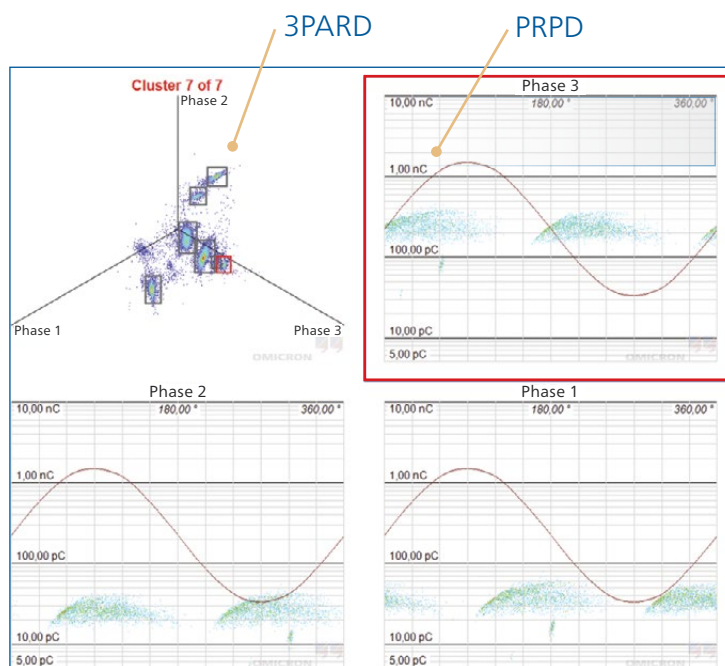 3PARD
PRPD
Cluster 7 of 7
Phase 2
Phase 1
Phase 3
OMICRON
Phase 3
10,00 nC
180,00 °
360,00 °
1,00 nC
100,00 pC
10,00 pC
5,00 pC
OMICRON
Phase 2
10,00 nC
180,00 °
360,00 °
1,00 nC
100,00 pC
10,00 pC
5,00 pC
OMICRON
Phase 1
10,00 nC
180,00 °
360,00 °
1,00 nC
100,00 pC
10,00 pC
5,00 pC
OMICRON